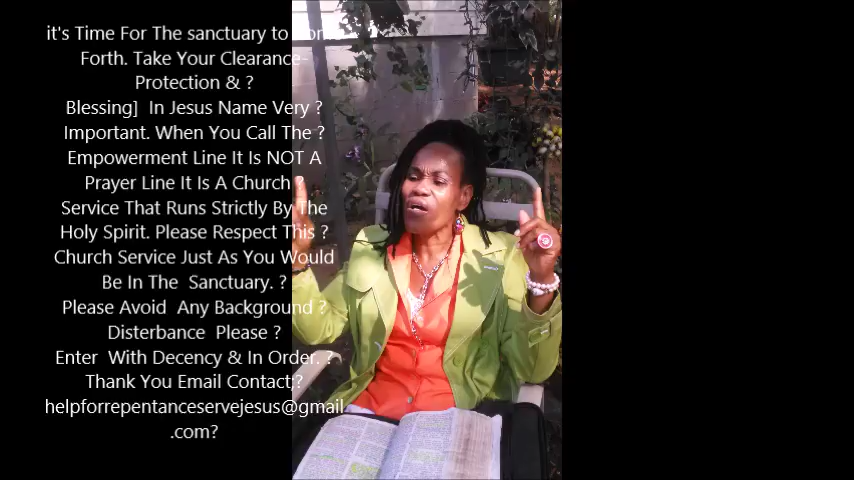 it's Time For The sanctuary to
Forth. Take Your Clearance-
Protection & ?
Blessing] In Jesus Name Very ?
Important. When You Call The ?
Empowerment Line It Is NOT A
Prayer Line It Is A Church ?
Service That Runs Strictly By The
Holy Spirit. Please Respect This ?
Church Service Just As You Would
Be In The Sanctuary. ?
Please Avoid Any Background ?
Disterbance Please ?
Enter With Decency & In Order. ?
Thank You Email Contact;?
helpforrepentanceservejesus@gmail
.com?